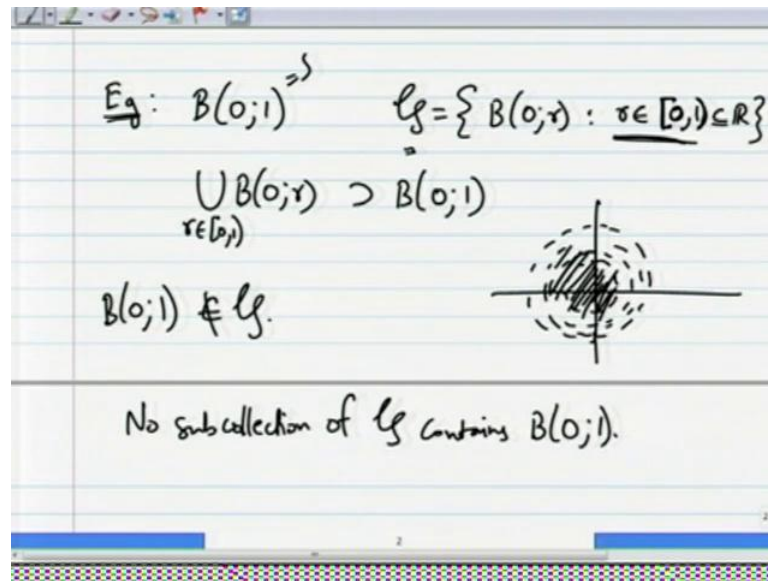 Eg: B(0;1) = S   𝒢 = { B(0;r) : r ∈ [0,1) ⊆ ℝ}
⋃ B(0;r) ⊃ B(0;1)
r∈[0,1)
B(0;1) ∉ 𝒢.
No subcollection of 𝒢 contains B(0;1).
2